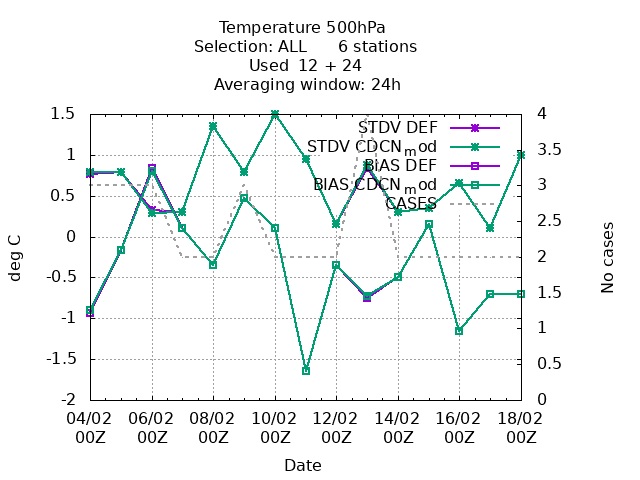 Temperature 500hPa
Selection: ALL 6 stations
Used 12 + 24
Averaging window: 24h
1.5
1
0.5
0
-0.5
-1
-1.5
-2
deg C
4
3.5
3
2.5
2
1.5
1
0.5
0
No cases
STDV DEF
STDV CDCN_mod
BIAS DEF
BIAS CDCN_mod
CASES
04/02 06/02 08/02 10/02 12/02 14/02 16/02 18/02
00Z 00Z 00Z 00Z 00Z 00Z 00Z 00Z
Date